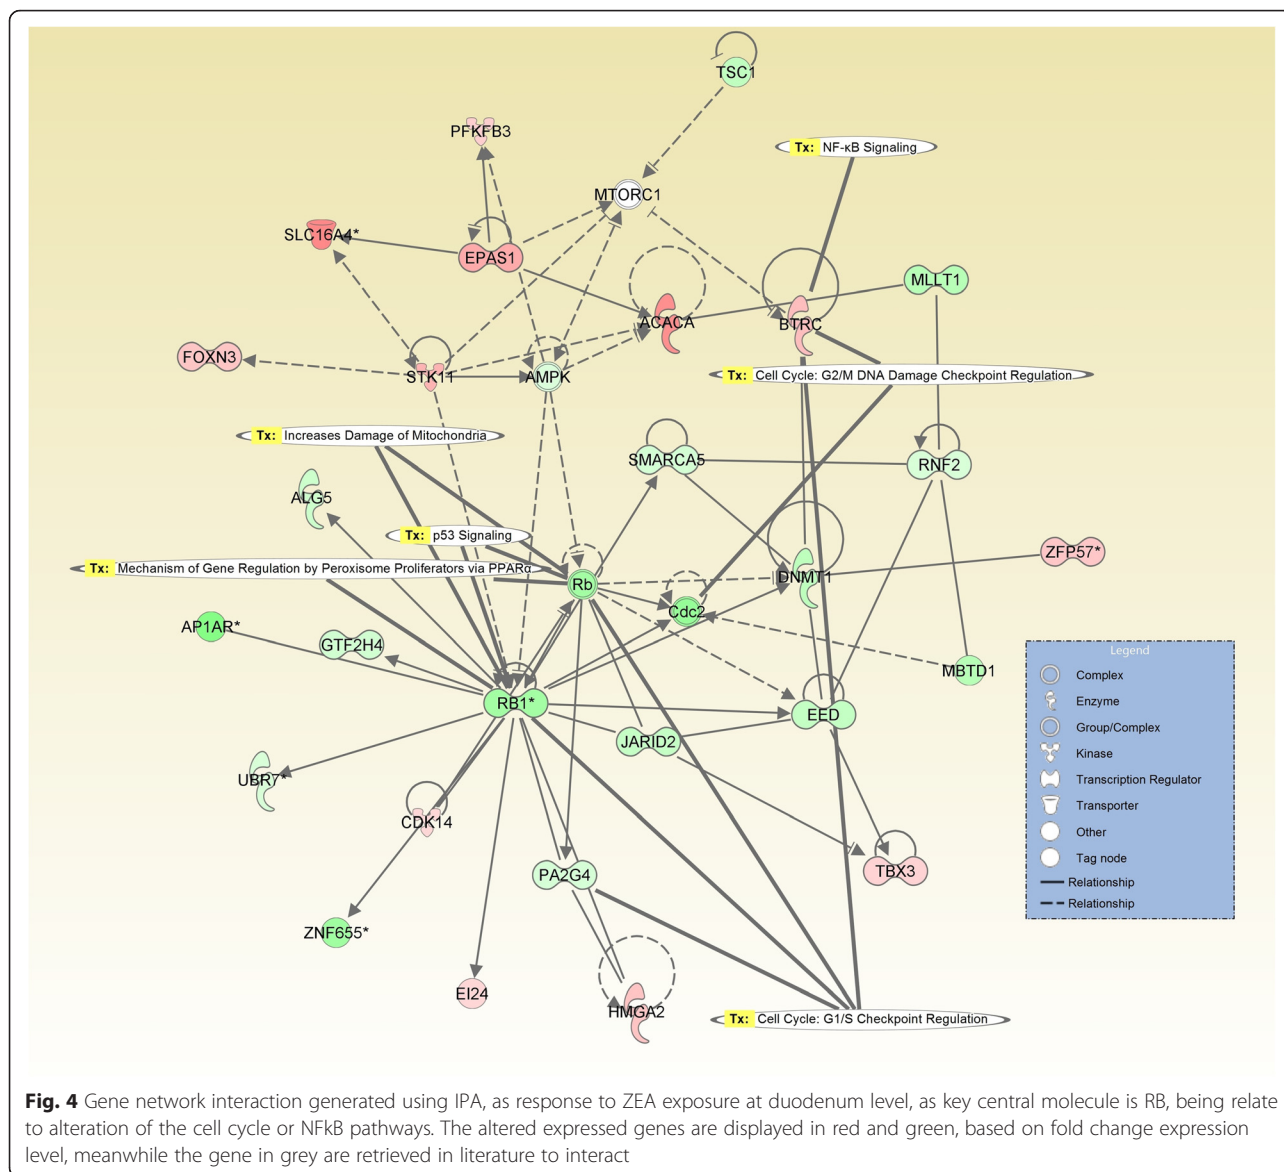 TSC1
PFKFB3
Tx: NF-κB Signaling
MTORC1
SLC16A4*
EPAS1
MLLT1
ACACA
BTRC
FOXN3
STK11
AMPK
Tx: Cell Cycle: G2/M DNA Damage Checkpoint Regulation
Tx: Increases Damage of Mitochondria
SMARCA5
RNF2
ALG5
Tx: p53 Signaling
ZFP57*
Tx: Mechanism of Gene Regulation by Peroxisome Proliferators via PPARα
Rb
DNMT1
Cdc2
AP1AR*
GTF2H4
MBTD1
RB1*
EED
JARID2
UBR7*
CDK14
PA2G4
TBX3
ZNF655*
EI24
HMGA2
Tx: Cell Cycle: G1/S Checkpoint Regulation
Legend
Complex
Enzyme
Group/Complex
Kinase
Transcription Regulator
Transporter
Other
Tag node
Relationship
Relationship
Fig. 4 Gene network interaction generated using IPA, as response to ZEA exposure at duodenum level, as key central molecule is RB, being relate
to alteration of the cell cycle or NFkB pathways. The altered expressed genes are displayed in red and green, based on fold change expression
level, meanwhile the gene in grey are retrieved in literature to interact